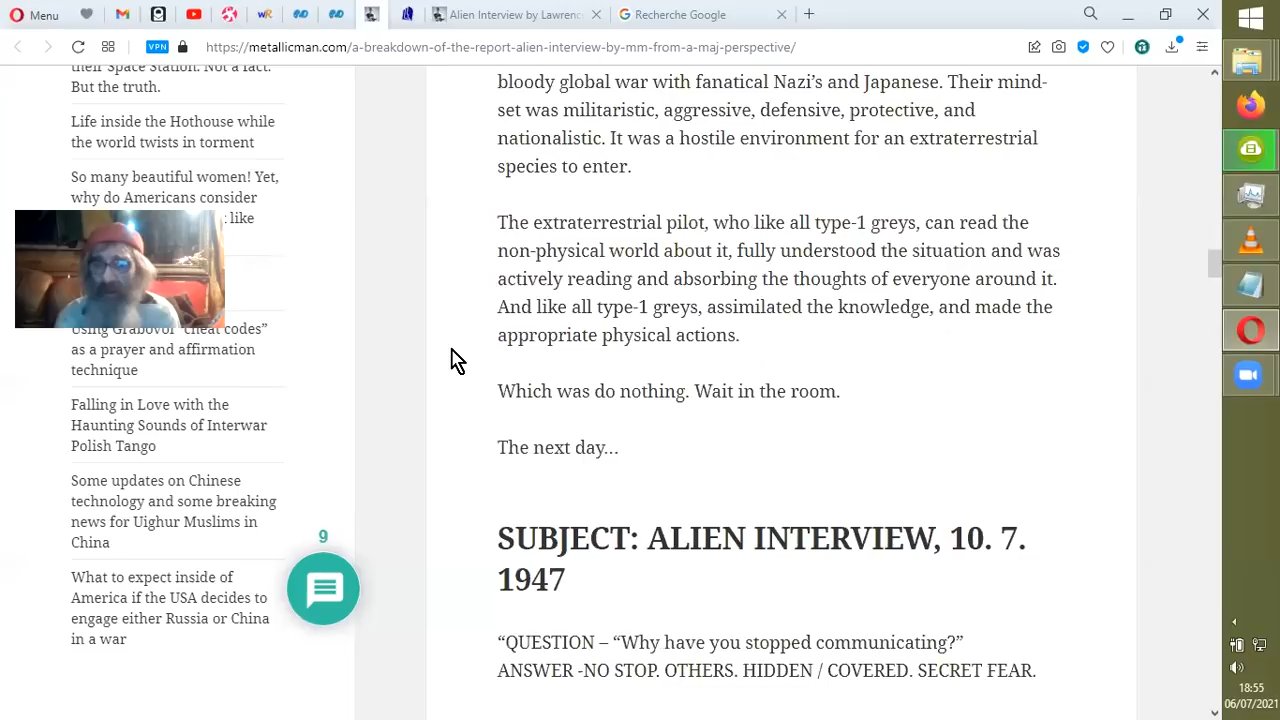 Menu
Alien Interview by Lawrenc
Recherche Google
VPN
https://metallicman.com/a-breakdown-of-the-report-alien-interview-by-mm-from-a-maj-perspective/
their Space Station. Not a fact.
But the truth.
Life inside the Hothouse while
the world twists in torment
So many beautiful women! Yet,
why do Americans consider
like
Using Grabovoi “cheat codes”
as a prayer and affirmation
technique
Falling in Love with the
Haunting Sounds of Interwar
Polish Tango
Some updates on Chinese
technology and some breaking
news for Uighur Muslims in
China
What to expect inside of
America if the USA decides to
engage either Russia or China
in a war
9
bloody global war with fanatical Nazi’s and Japanese. Their mind-
set was militaristic, aggressive, defensive, protective, and
nationalistic. It was a hostile environment for an extraterrestrial
species to enter.
The extraterrestrial pilot, who like all type-1 greys, can read the
non-physical world about it, fully understood the situation and was
actively reading and absorbing the thoughts of everyone around it.
And like all type-1 greys, assimilated the knowledge, and made the
appropriate physical actions.
Which was do nothing. Wait in the room.
The next day…
SUBJECT: ALIEN INTERVIEW, 10. 7.
1947
“QUESTION – “Why have you stopped communicating?”
ANSWER -NO STOP. OTHERS. HIDDEN / COVERED. SECRET FEAR.
18:55
06/07/2021